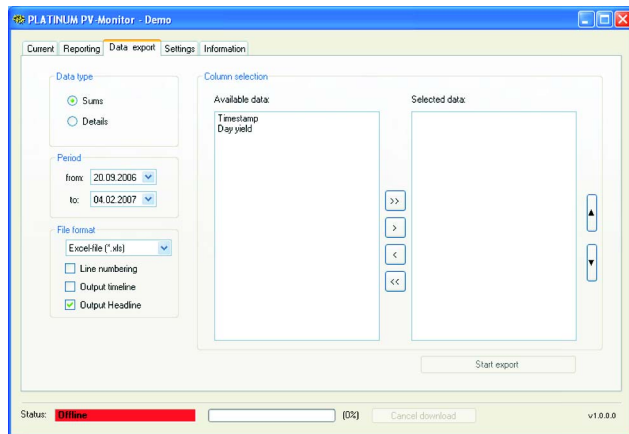 PLATINUM PV-Monitor - Demo
Current Reporting Data export Settings Information
Data type
Sums
Details
Period
from: 20.09.2006
to: 04.02.2007
File format
Excel-file (*.xls)
Line numbering
Output timeline
Output Headline
Column selection
Available data:
Timestamp
Day yield
>>
>
<
<<
Selected data:
Start export
Status: Offline (0%) Cancel download v1.0.0.0